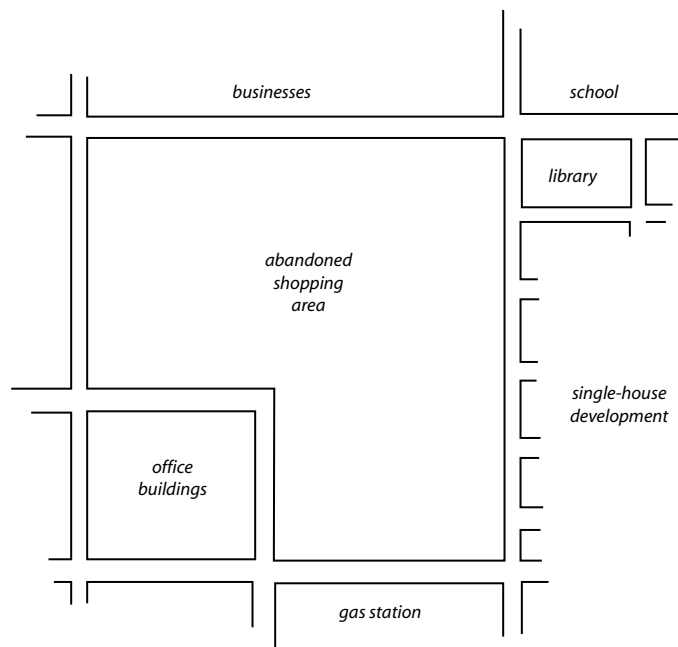 businesses
school
library
abandoned
shopping
area
single-house
development
office
buildings
gas station